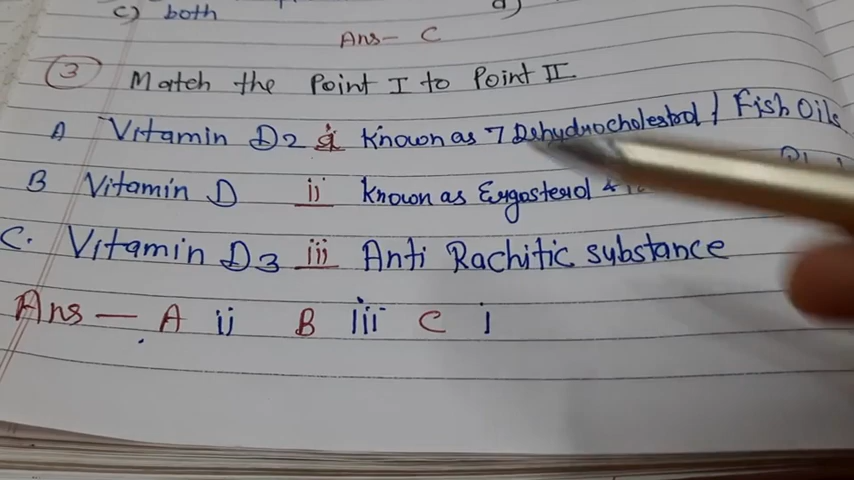 c) both d)
Ans- C
3 Match the Point I to Point II
A Vitamin D2 i Known as 7 Dehydrocholestrol / Fish Oils
B Vitamin D ii Known as Ergosterol &
C. Vitamin D3 iii Anti Rachitic substance
Ans — A ii B iii C i